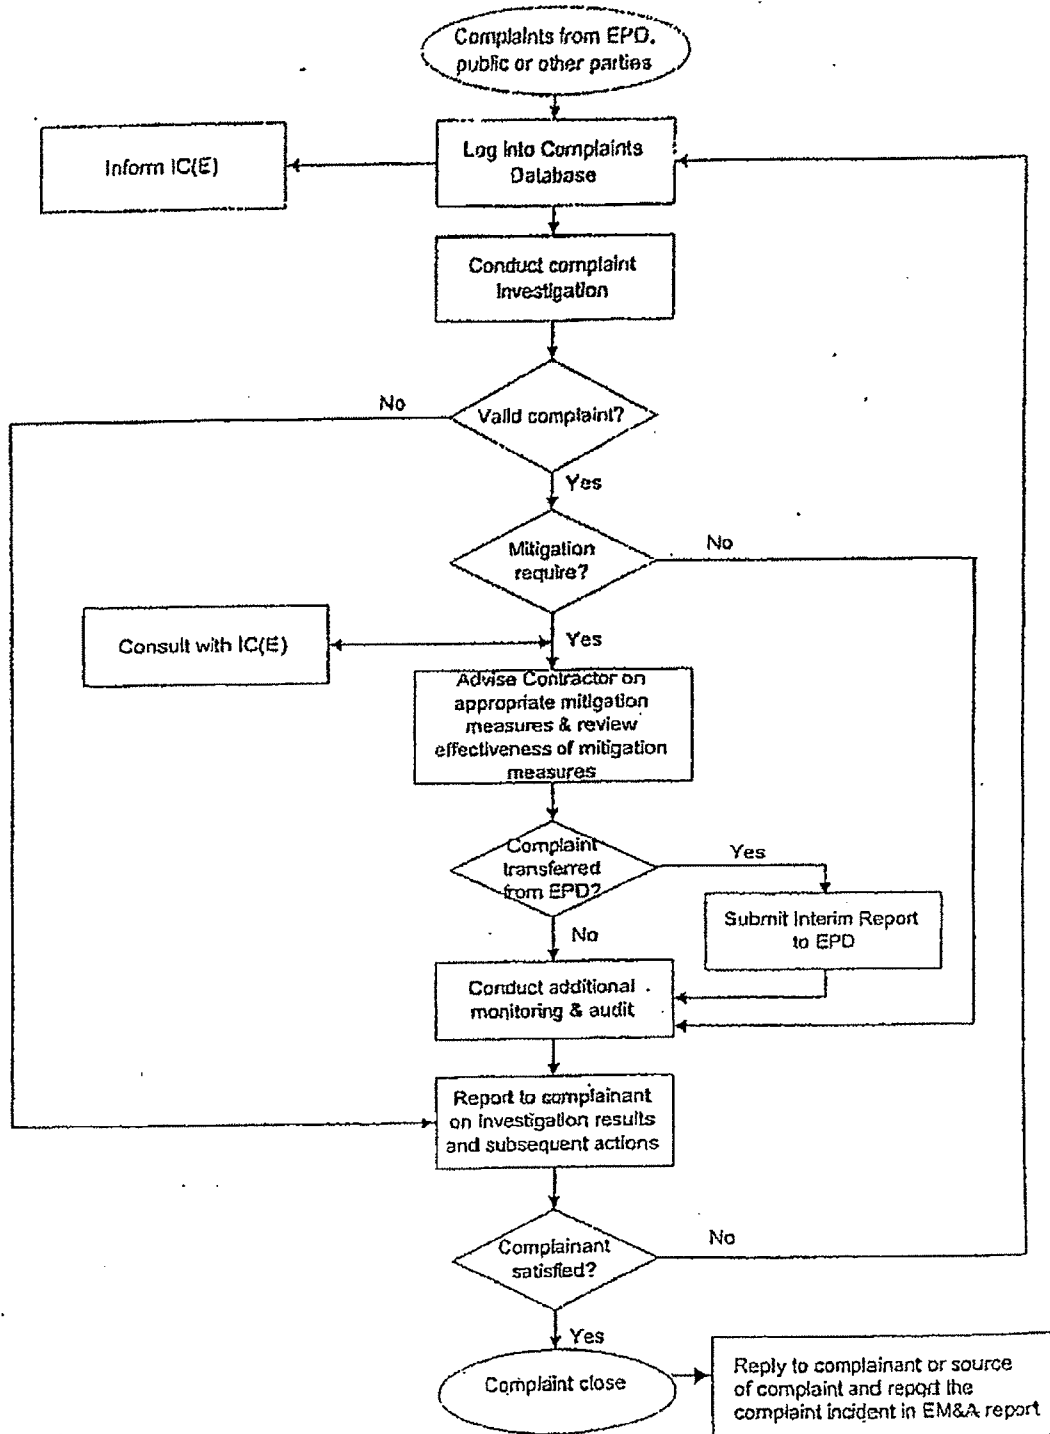 Complaints from EPD,
public or other parties
Log into Complaints
Database
Inform IC(E)
Conduct complaint
Investigation
No
Valid complaint?
Yes
Mitigation
require?
No
Yes
Consult with IC(E)
Advise Contractor on
appropriate mitigation
measures & review
effectiveness of mitigation
measures
Complaint
transferred
from EPD?
Yes
Submit Interim Report
to EPD
No
Conduct additional
monitoring & audit
Report to complainant
on investigation results
and subsequent actions
Complainant
satisfied?
No
Yes
Complaint close
Reply to complainant or source
of complaint and report the
complaint incident in EM&A report